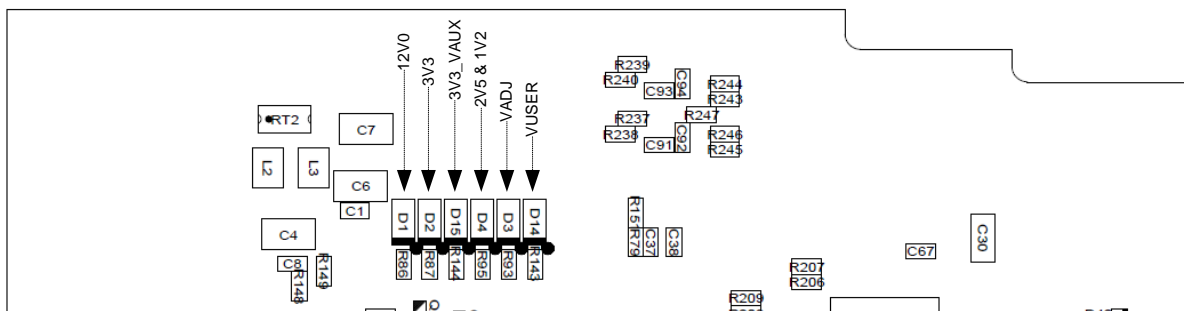 12V0
3V3
3V3_VAUX
2V5 & 1V2
VADJ
VUSER
R239
R240
C93
C94
R244
R243
R237
R247
R238
C91
C92
R246
R245
RT2
C7
L2
L3
C6
C1
D1
D2
D15
D4
D3
D14
C4
R86
R87
R144
R95
R93
R143
C8
R149
R148
R151
R79
C37
C38
C30
C67
R207
R206
R209